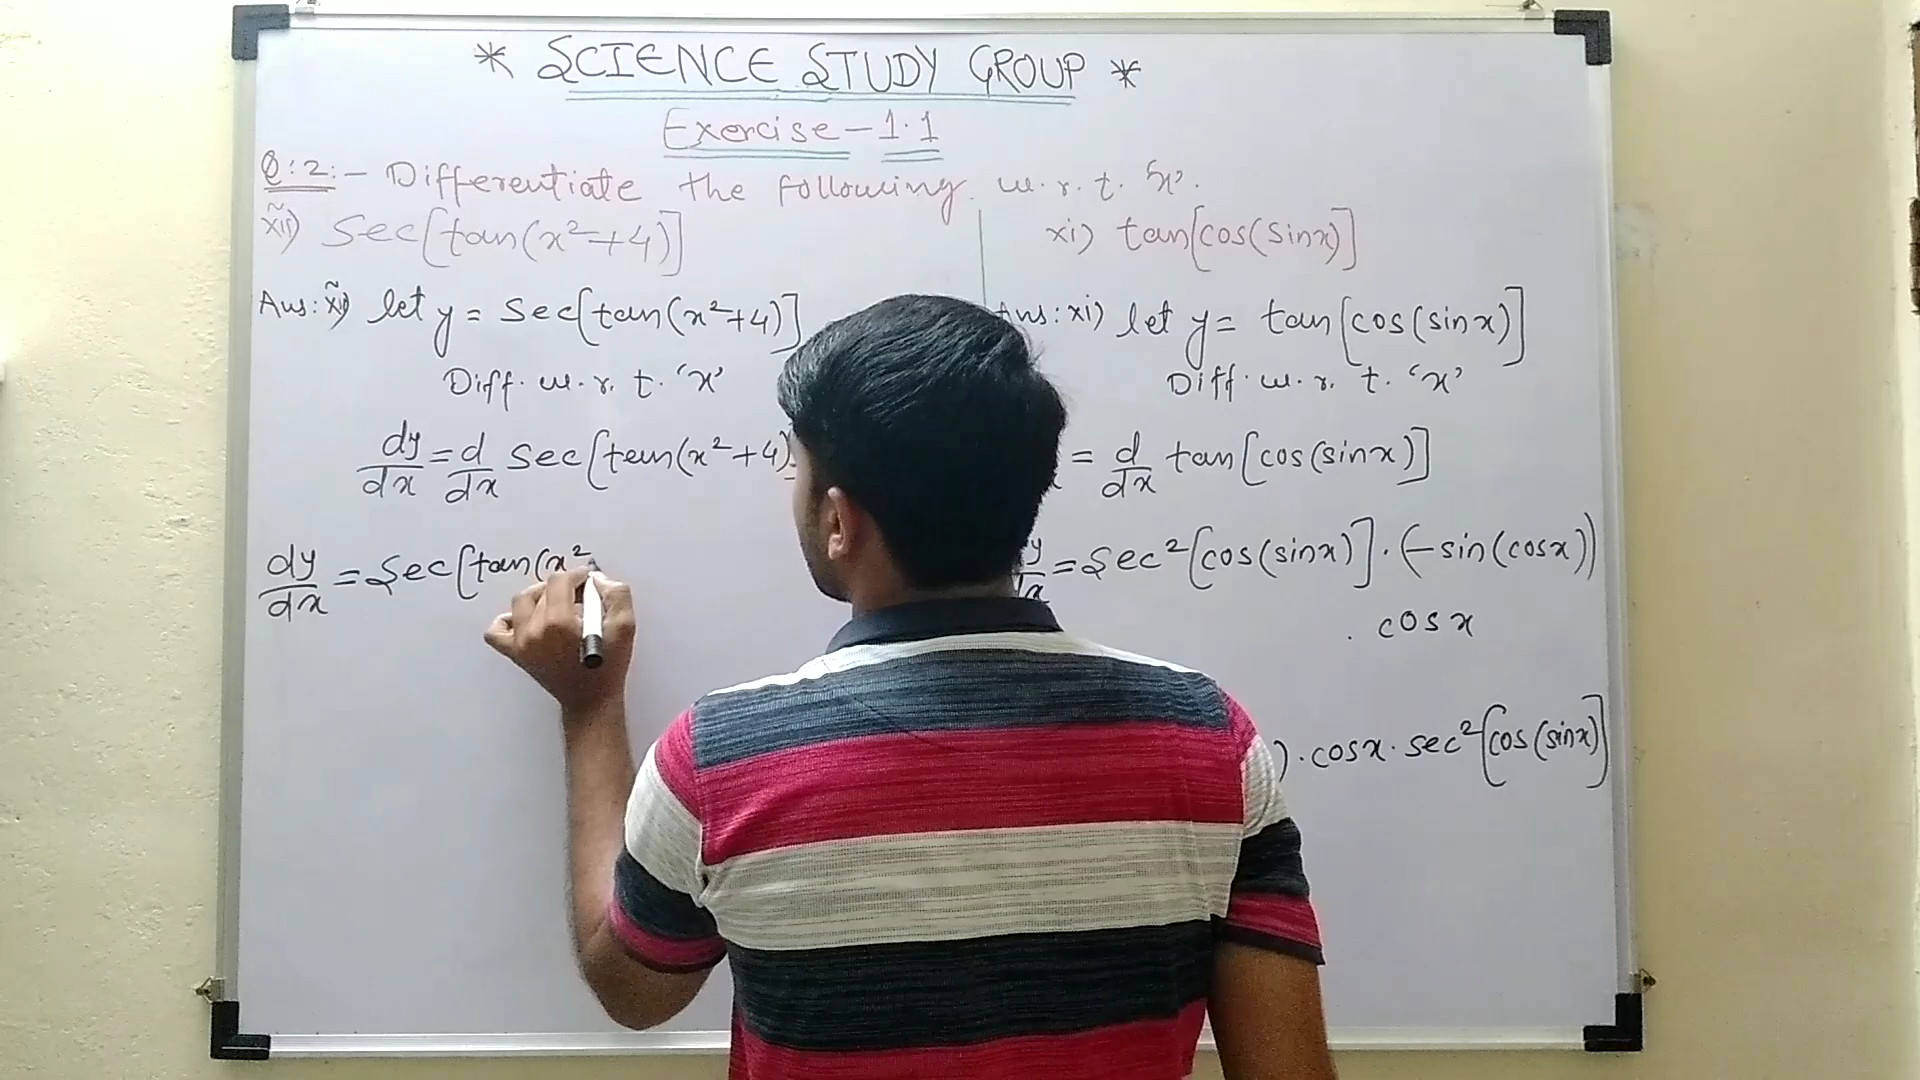 * SCIENCE STUDY GROUP *
Exercise - 1.1
Q:2:- Differentiate the following w.r.t. 'x'.
xii) Sec[tan(x²+4)]
Ans: xii) let y = Sec[tan(x²+4)]
Diff. w.r.t. 'x'
dy/dx = d/dx Sec[tan(x²+4)
dy/dx = Sec[tan(x²
xi) tan[cos(sinx)]
Ans: xi) let y = tan[cos(sinx)]
Diff. w.r.t. 'x'
= d/dx tan[cos(sinx)]
= Sec²[cos(sinx)].(-sin(cosx))
. cosx
).cosx.sec²[cos(sinx)]